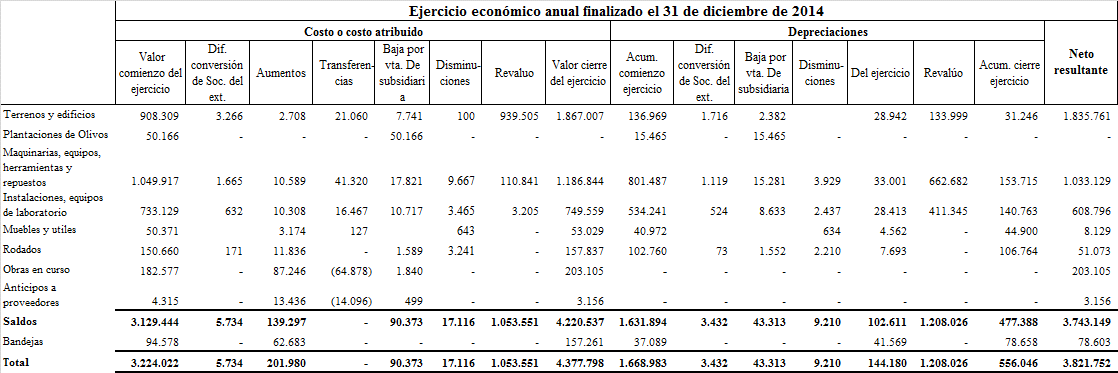 Ejercicio económico anual finalizado el 31 de diciembre de 2014
Costo o costo atribuido Depreciaciones Neto resultante
Valor comienzo del ejercicio Dif. conversión de Soc. del ext. Aumentos Transferen-cias Baja por vta. De subsidiaria Disminu-ciones Revaluo Valor cierre del ejercicio Acum. comienzo ejercicio Dif. conversión de Soc. del ext. Baja por vta. De subsidiaria Disminu-ciones Del ejercicio Revalúo Acum. cierre ejercicio
Terrenos y edificios 908.309 3.266 2.708 21.060 7.741 100 939.505 1.867.007 136.969 1.716 2.382 28.942 133.999 31.246 1.835.761
Plantaciones de Olivos 50.166 - - - 50.166 - - - 15.465 - 15.465 - - - - -
Maquinarias, equipos,
herramientas y
repuestos 1.049.917 1.665 10.589 41.320 17.821 9.667 110.841 1.186.844 801.487 1.119 15.281 3.929 33.001 662.682 153.715 1.033.129
Instalaciones, equipos
de laboratorio 733.129 632 10.308 16.467 10.717 3.465 3.205 749.559 534.241 524 8.633 2.437 28.413 411.345 140.763 608.796
Muebles y utiles 50.371 3.174 127 643 - 53.029 40.972 634 4.562 - 44.900 8.129
Rodados 150.660 171 11.836 - 1.589 3.241 - 157.837 102.760 73 1.552 2.210 7.693 - 106.764 51.073
Obras en curso 182.577 - 87.246 (64.878) 1.840 - - 203.105 - - - - - - - 203.105
Anticipos a
proveedores 4.315 - 13.436 (14.096) 499 - - 3.156 - - - - - - - 3.156
Saldos 3.129.444 5.734 139.297 - 90.373 17.116 1.053.551 4.220.537 1.631.894 3.432 43.313 9.210 102.611 1.208.026 477.388 3.743.149
Bandejas 94.578 62.683 - - - - 157.261 37.089 - - 41.569 - 78.658 78.603
Total 3.224.022 5.734 201.980 - 90.373 17.116 1.053.551 4.377.798 1.668.983 3.432 43.313 9.210 144.180 1.208.026 556.046 3.821.752